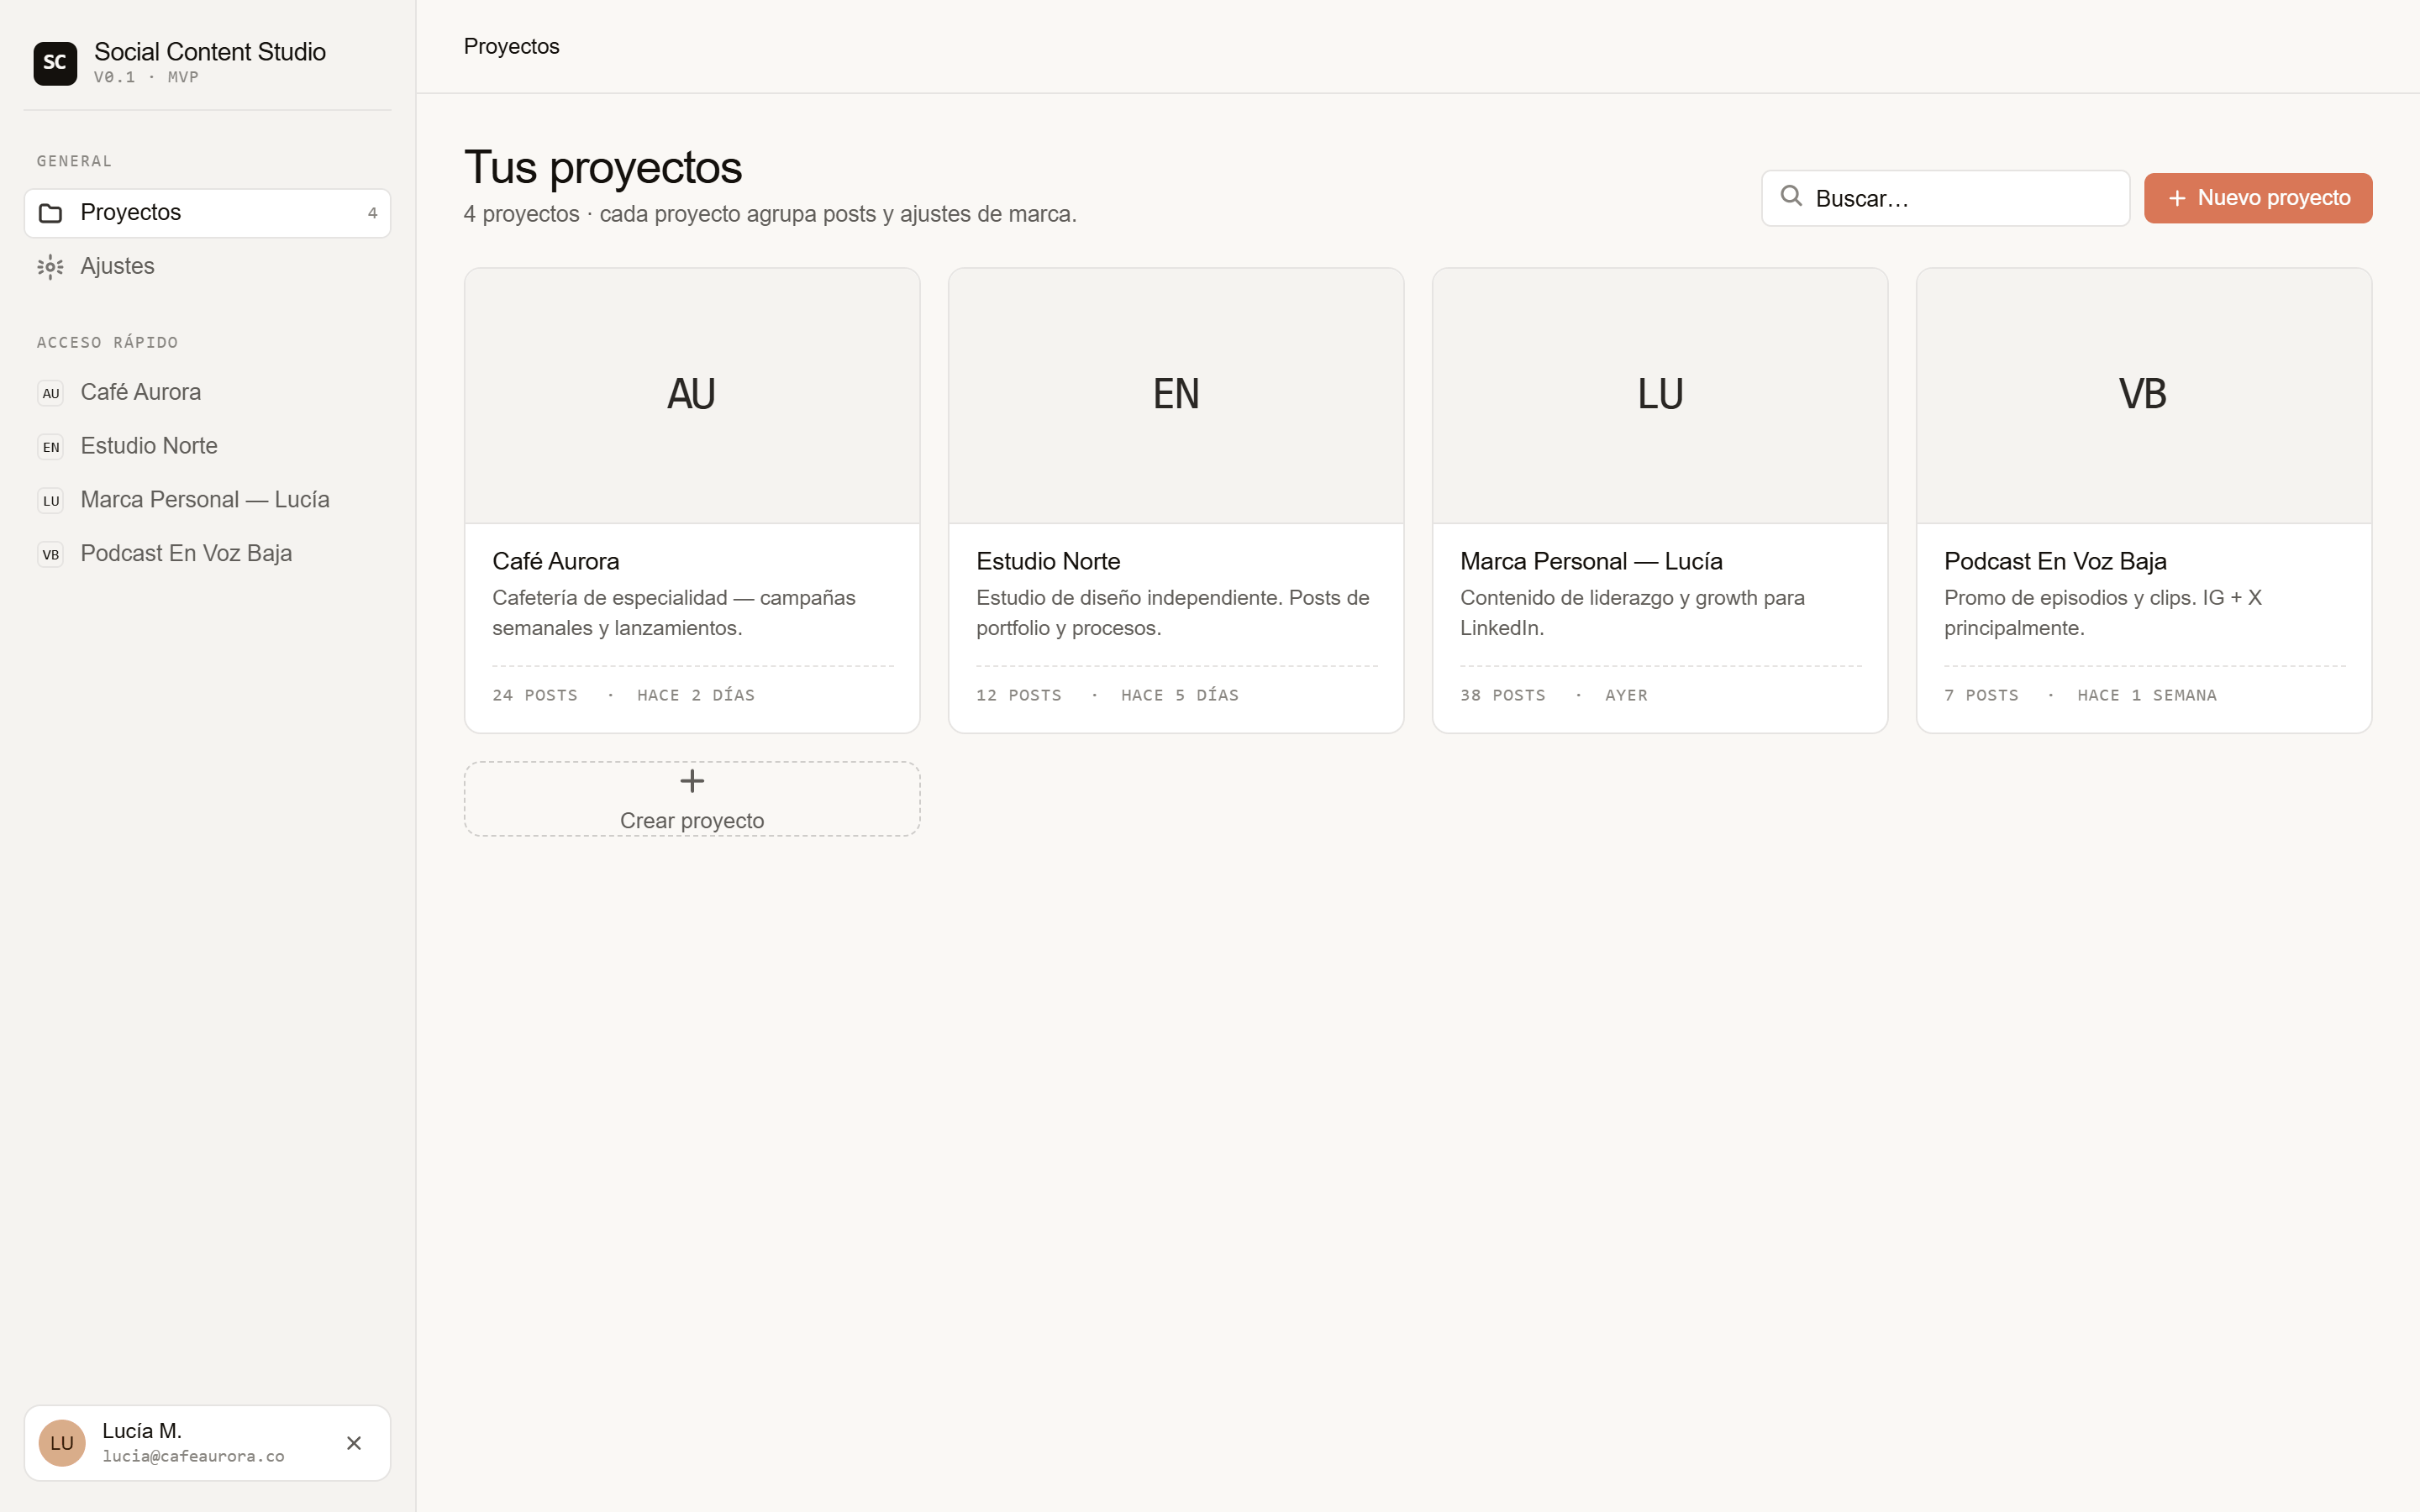 SC
Social Content Studio
V0.1 · MVP
GENERAL
Proyectos 4
Ajustes
ACCESO RÁPIDO
AU Café Aurora
EN Estudio Norte
LU Marca Personal — Lucía
VB Podcast En Voz Baja
LU
Lucía M.
lucia@cafeaurora.co
Proyectos
Tus proyectos
4 proyectos · cada proyecto agrupa posts y ajustes de marca.
Buscar…
Nuevo proyecto
AU
Café Aurora
Cafetería de especialidad — campañas
semanales y lanzamientos.
24 POSTS · HACE 2 DÍAS
EN
Estudio Norte
Estudio de diseño independiente. Posts de
portfolio y procesos.
12 POSTS · HACE 5 DÍAS
LU
Marca Personal — Lucía
Contenido de liderazgo y growth para
LinkedIn.
38 POSTS · AYER
VB
Podcast En Voz Baja
Promo de episodios y clips. IG + X
principalmente.
7 POSTS · HACE 1 SEMANA
Crear proyecto